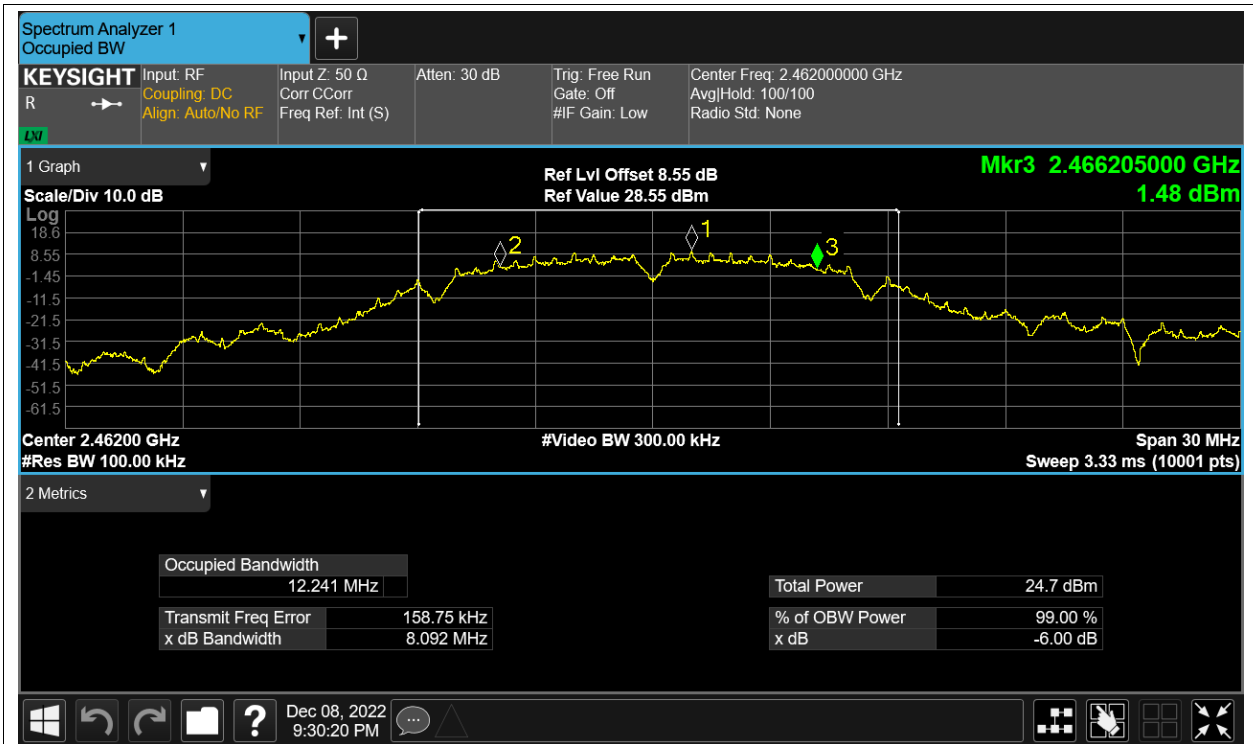 Spectrum Analyzer 1
Occupied BW
KEYSIGHT
R
LXI
Input: RF
Coupling: DC
Align: Auto/No RF
Input Z: 50 Ω
Corr CCorr
Freq Ref: Int (S)
Atten: 30 dB
Trig: Free Run
Gate: Off
#IF Gain: Low
Center Freq: 2.462000000 GHz
Avg|Hold: 100/100
Radio Std: None
1 Graph
Scale/Div 10.0 dB
Ref Lvl Offset 8.55 dB
Ref Value 28.55 dBm
Mkr3 2.466205000 GHz
1.48 dBm
Log
18.6
8.55
-1.45
-11.5
-21.5
-31.5
-41.5
-51.5
-61.5
2
1
3
Center 2.46200 GHz
#Res BW 100.00 kHz
#Video BW 300.00 kHz
Span 30 MHz
Sweep 3.33 ms (10001 pts)
2 Metrics
Occupied Bandwidth
12.241 MHz
Transmit Freq Error 158.75 kHz
x dB Bandwidth 8.092 MHz
Total Power 24.7 dBm
% of OBW Power 99.00 %
x dB -6.00 dB
?
Dec 08, 2022
9:30:20 PM